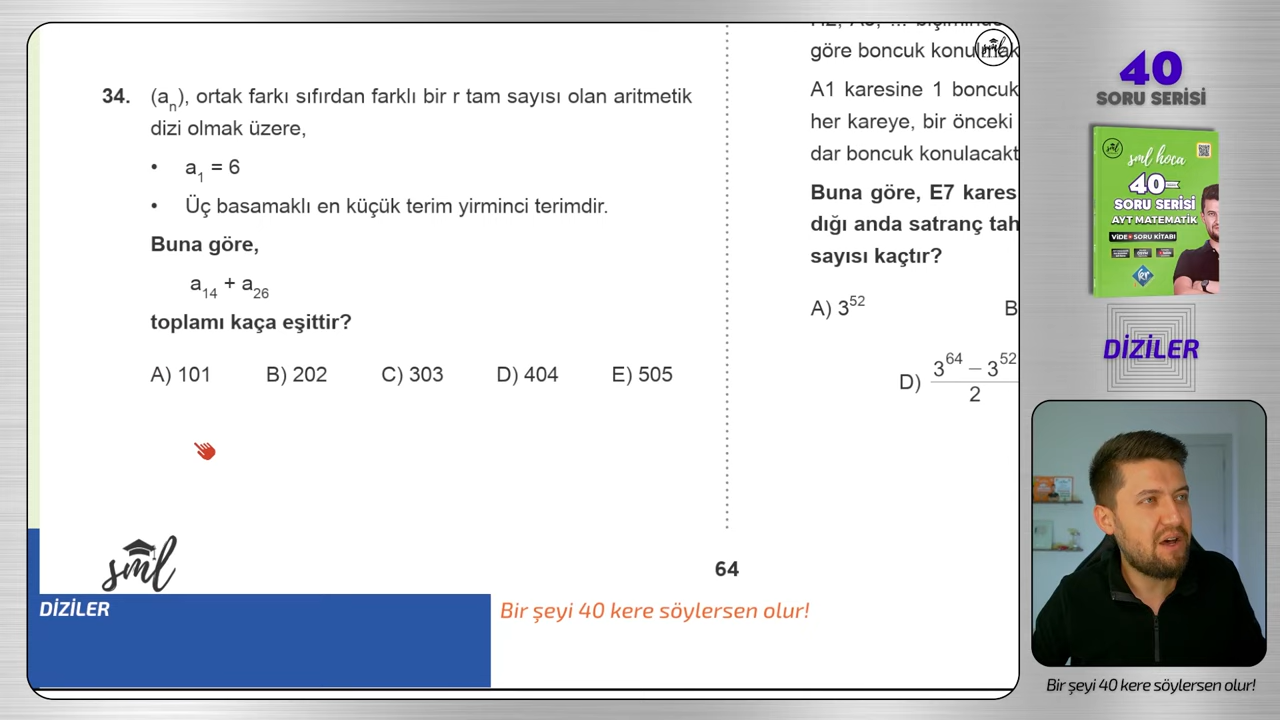 34. (aₙ), ortak farkı sıfırdan farklı bir r tam sayısı olan aritmetik
dizi olmak üzere,
• a₁ = 6
• Üç basamaklı en küçük terim yirminci terimdir.
Buna göre,
a₁₄ + a₂₆
toplamı kaça eşittir?
A) 101 B) 202 C) 303 D) 404 E) 505
göre boncuk konulmak
A1 karesine 1 boncuk
her kareye, bir önceki
dar boncuk konulacakt
Buna göre, E7 kares
dığı anda satranç tah
sayısı kaçtır?
A) 3⁵² B
D) (3⁶⁴ – 3⁵²) / 2
sml
64
DİZİLER
Bir şeyi 40 kere söylersen olur!
40
SORU SERİSİ
sml hoca
40
SORU SERİSİ
AYT MATEMATİK
VİDEO SORU KİTABI
DİZİLER
Bir şeyi 40 kere söylersen olur!